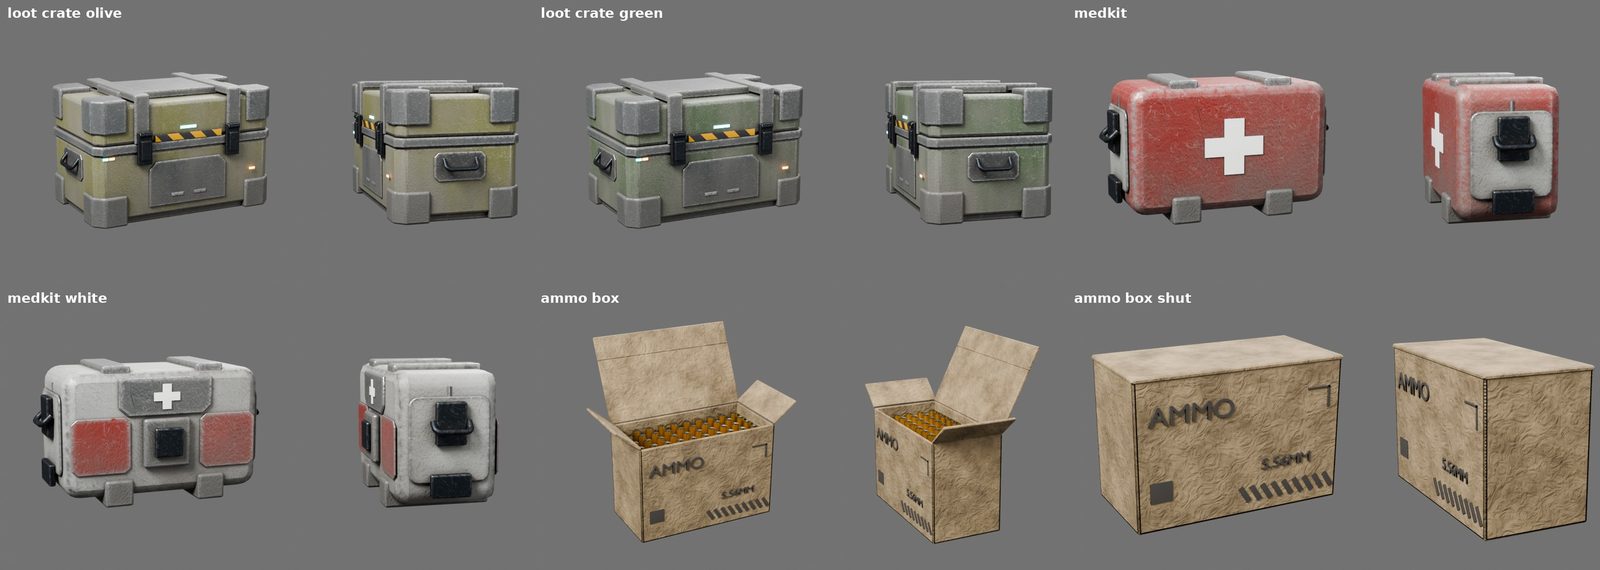 loot crate olive
loot crate green
medkit
medkit white
ammo box
ammo box shut
AMMO
5.56MM
AMMO
5.56MM
AMMO
5.56MM
AMMO
5.56MM